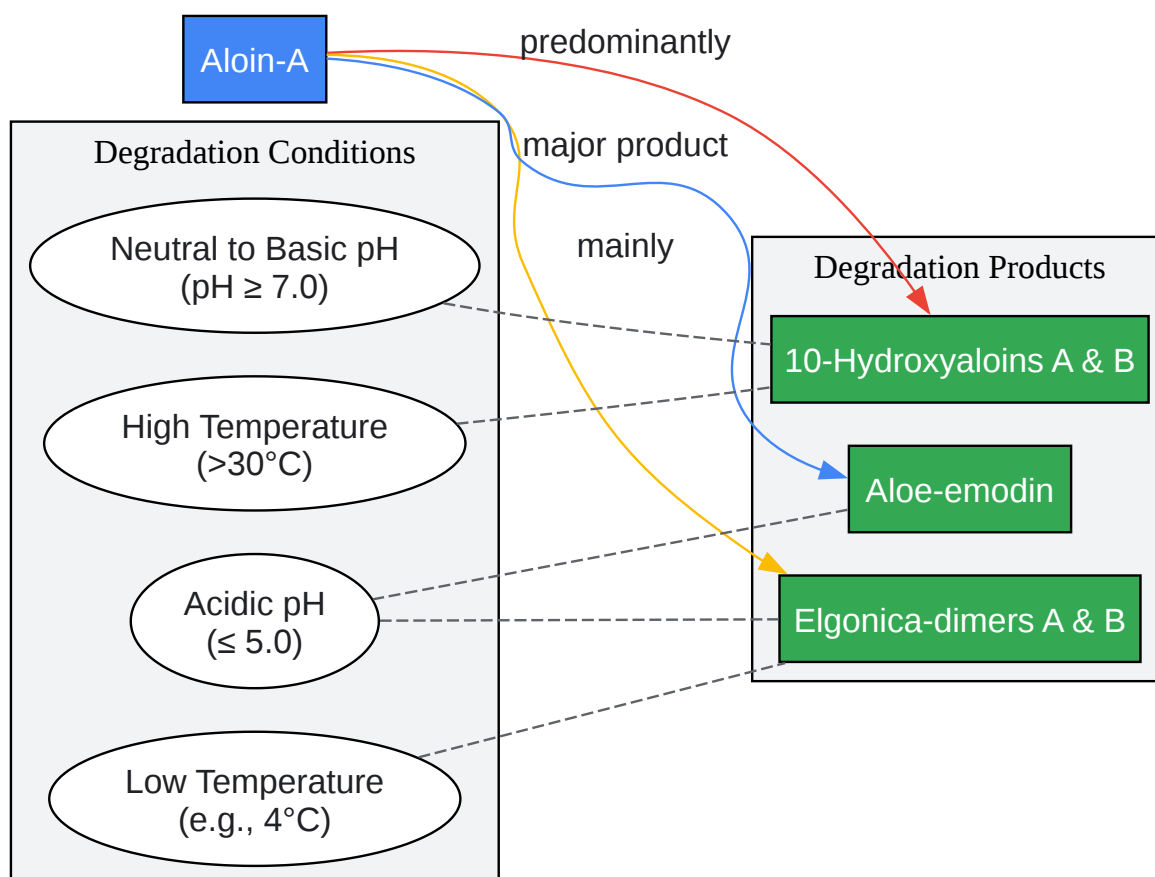 Aloin-A
predominantly
major product
mainly
Degradation Conditions
Neutral to Basic pH
(pH ≥ 7.0)
High Temperature
(>30°C)
Acidic pH
(≤ 5.0)
Low Temperature
(e.g., 4°C)
Degradation Products
10-Hydroxyaloins A & B
Aloe-emodin
Elgonica-dimers A & B